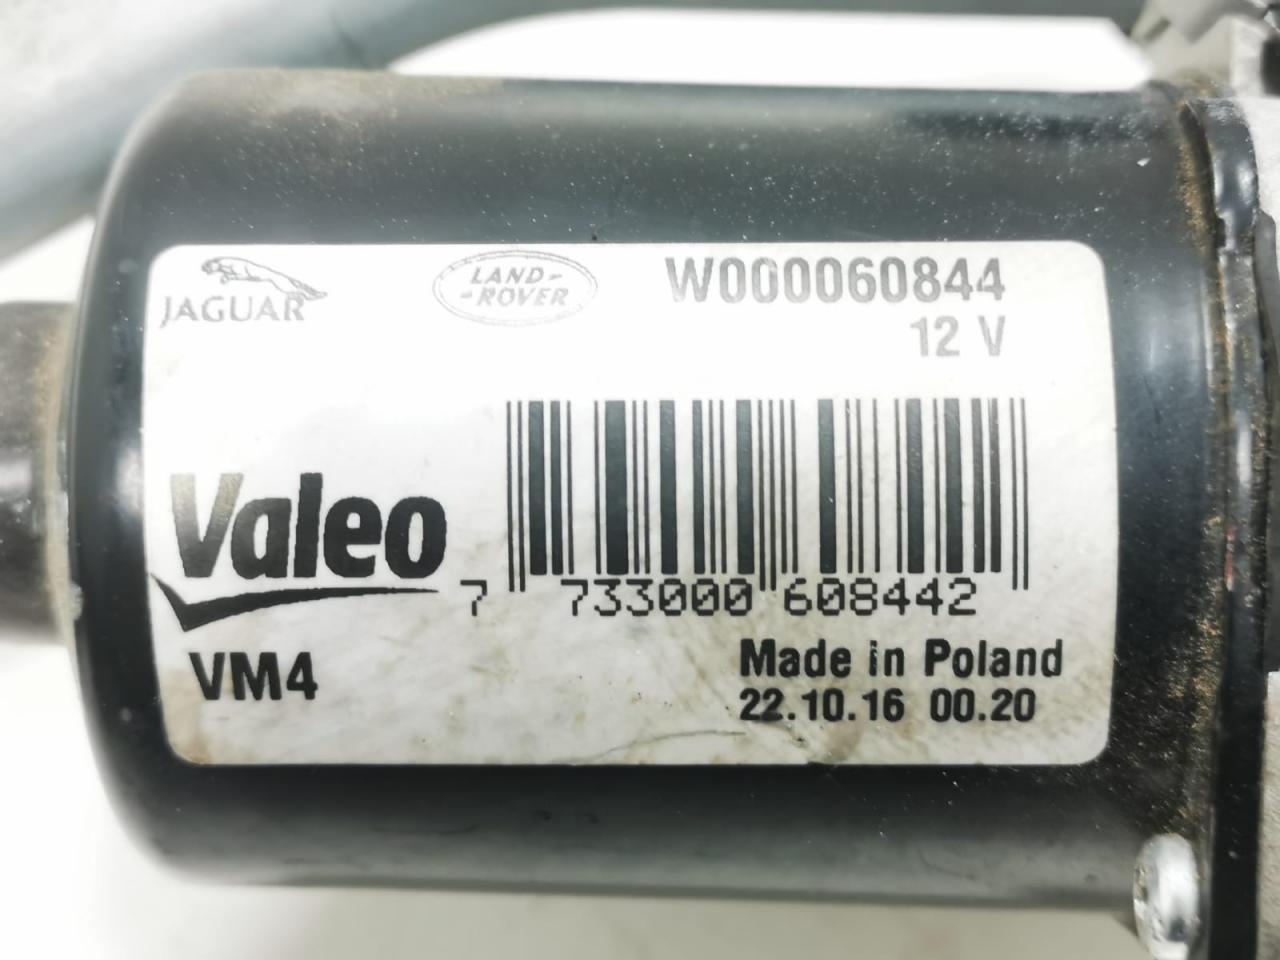 JAGUAR
LAND-
-ROVER
W000060844
12 V
Valeo
7 733000 608442
VM4
Made in Poland
22.10.16 00.20